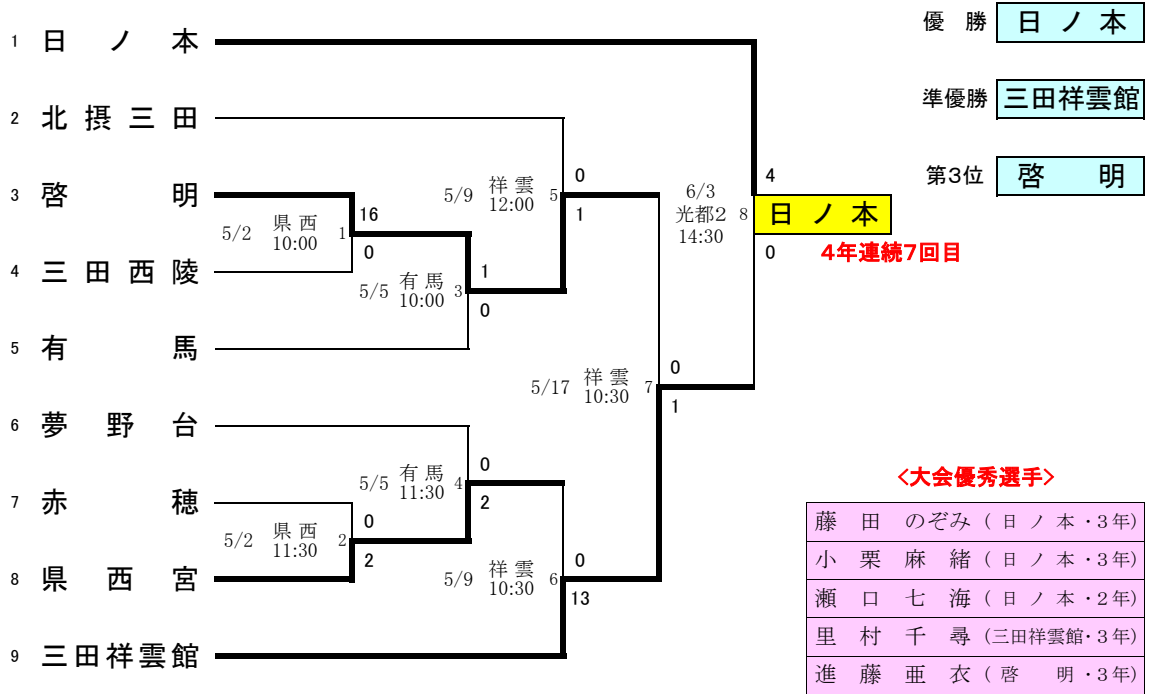 優 勝 日ノ本
準優勝 三田祥雲館
第3位 啓 明
1 日ノ本
2 北摂三田
3 啓明
4 三田西陵
5 有馬
6 夢野台
7 赤穂
8 県西宮
9 三田祥雲館
5/2 県西 10:00 1
16
0
5/2 県西 11:30 2
0
2
5/5 有馬 10:00 3
1
0
5/5 有馬 11:30 4
0
2
5/9 祥雲 12:00 5
0
1
5/9 祥雲 10:30 6
0
13
5/17 祥雲 10:30 7
0
1
6/3 光都2 14:30 8
4
0
日ノ本
4年連続7回目
<大会優秀選手>
藤田 のぞみ (日ノ本・3年)
小栗 麻緒 (日ノ本・3年)
瀬口 七海 (日ノ本・2年)
里村 千尋 (三田祥雲館・3年)
進藤 亜衣 (啓 明・3年)